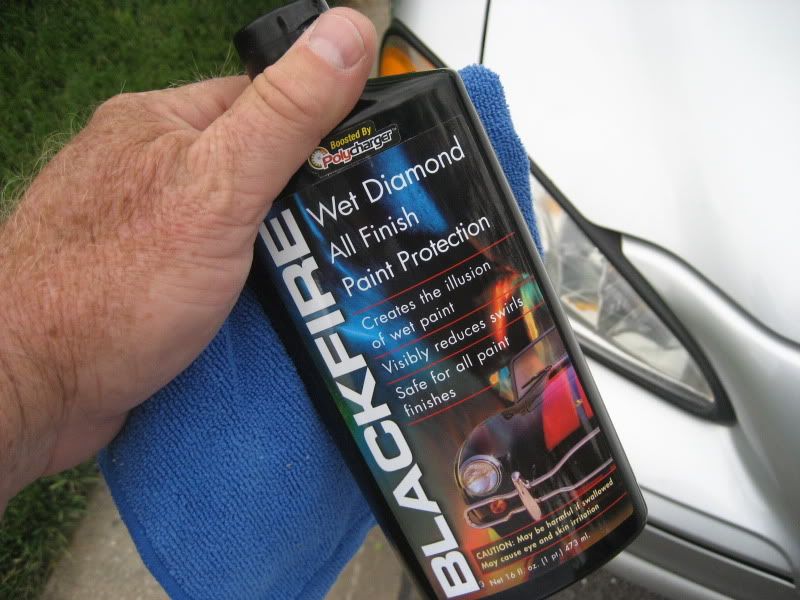 Boosted By
Polycharger
Wet Diamond
All Finish
Paint Protection
BLACKFIRE
Creates the illusion
of wet paint
Visibly reduces swirls
Safe for all paint
finishes
CAUTION: May be harmful if swallowed
May cause eye and skin irritation
Net 16 fl. oz. (1 pt.) 473 ml.